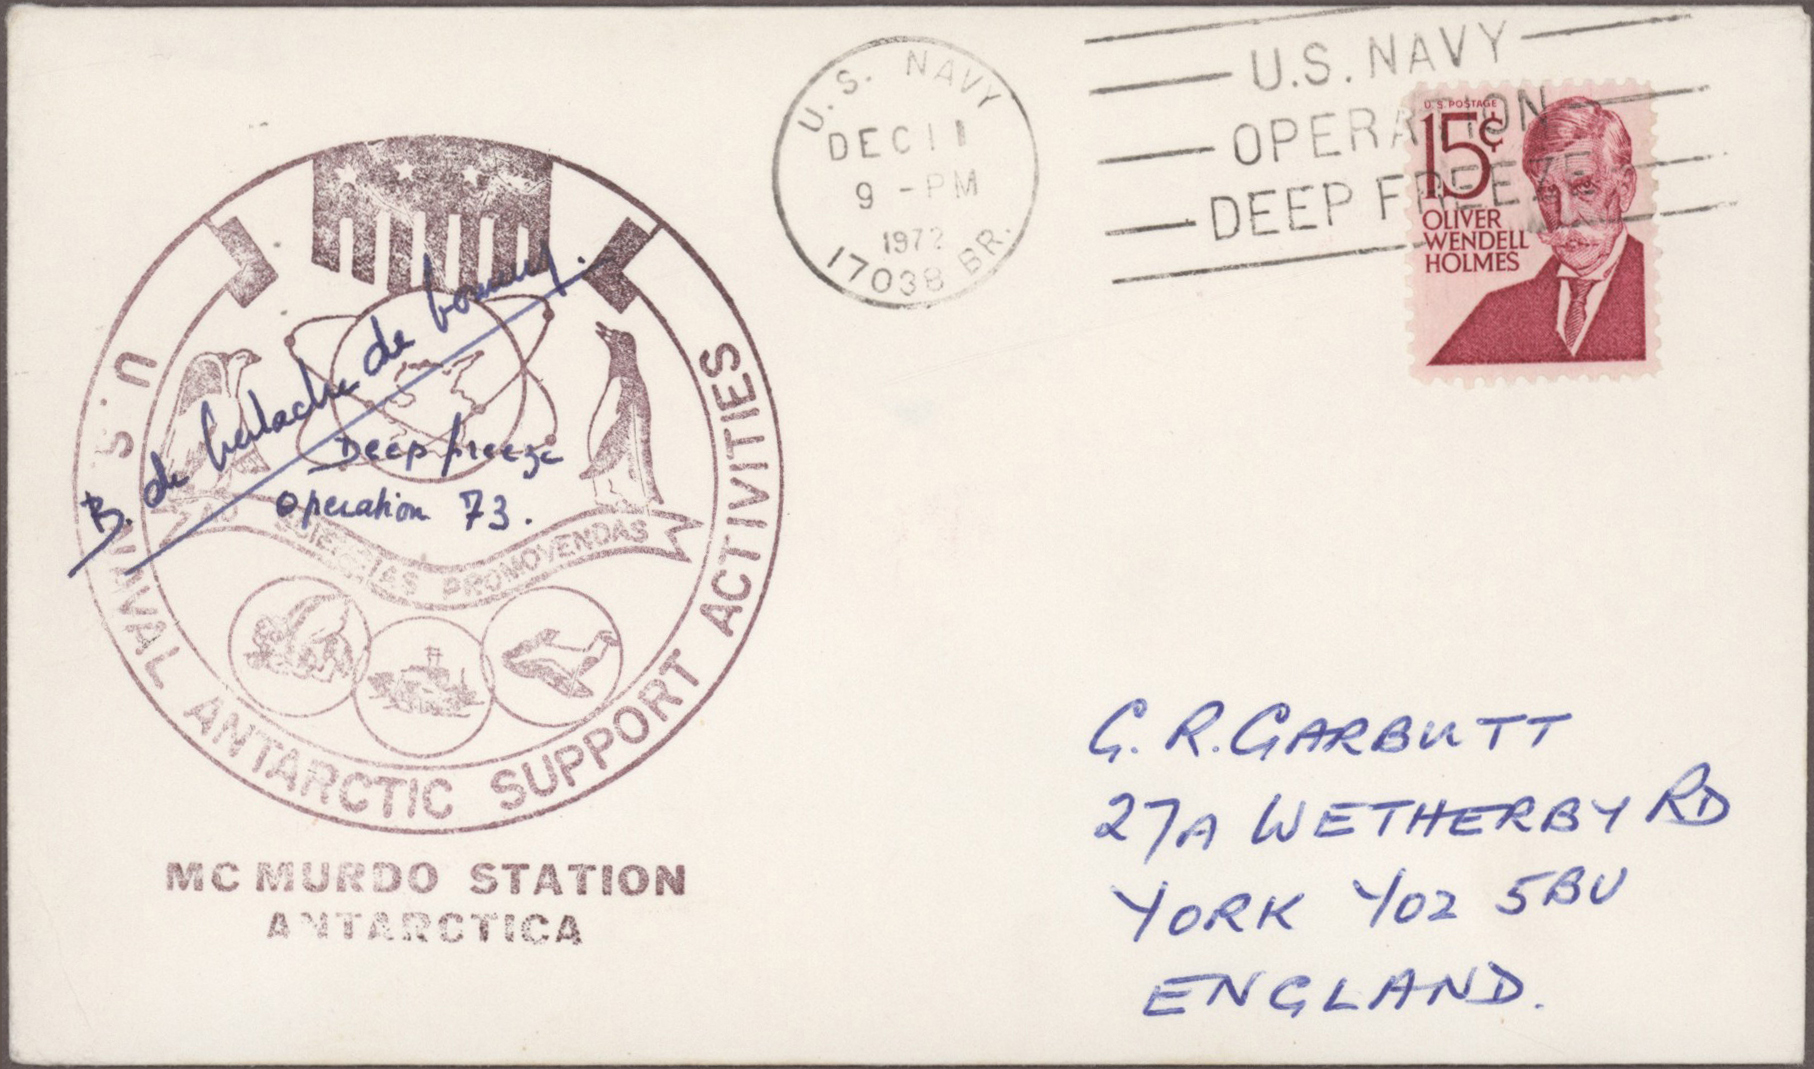 U.S. NAVY
DEC 11
9 - PM
1972
17038 BR.
U.S. NAVY
OPERATION
DEEP FREEZE
U.S. POSTAGE
15¢
OLIVER
WENDELL
HOLMES
U.S. NAVAL ANTARCTIC SUPPORT ACTIVITIES
B. de Gerlache de Gomery.
Deep freeze
Operation 73.
PROMOVENDAS
MC MURDO STATION
ANTARCTICA
G. R. GARBUTT
27A WETHERBY RD
YORK YO2 5BU
ENGLAND.